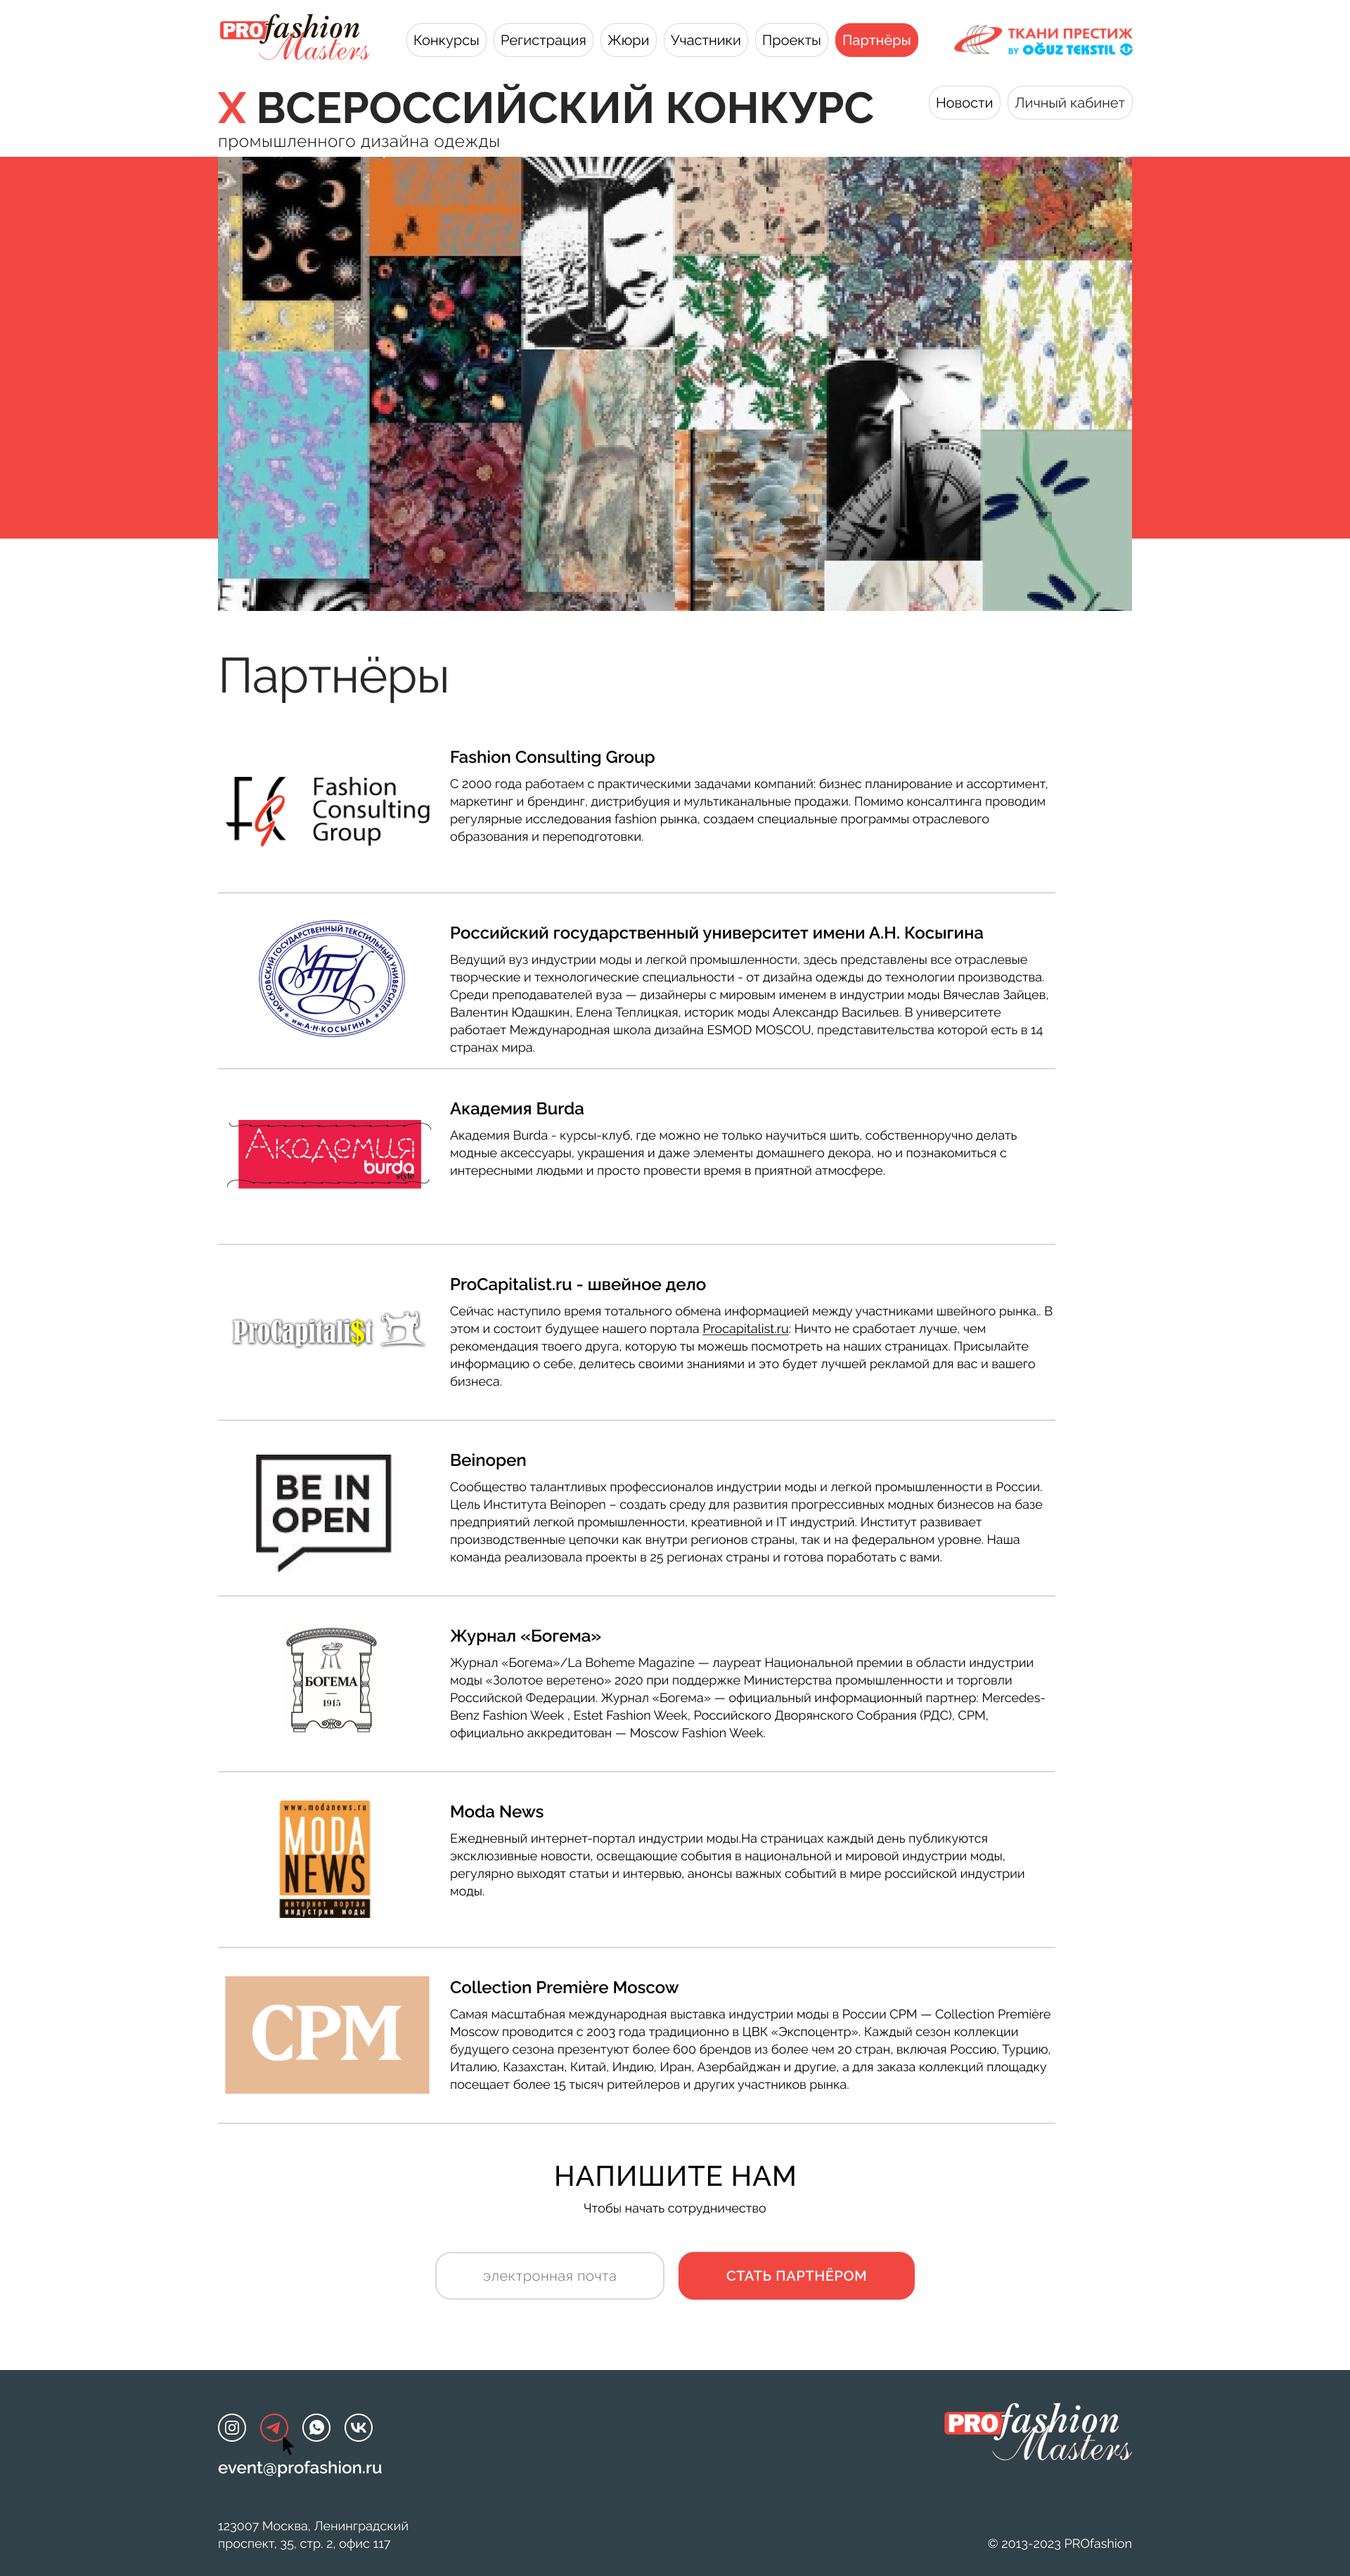 PROfashion
Masters
Конкурсы
Регистрация
Жюри
Участники
Проекты
Партнёры
ТКАНИ ПРЕСТИЖ
BY OĞUZ TEKSTIL
X ВСЕРОССИЙСКИЙ КОНКУРС
Новости
Личный кабинет
промышленного дизайна одежды
Партнёры
Fashion
Consulting
Group
Fashion Consulting Group
С 2000 года работаем с практическими задачами компаний: бизнес планирование и ассортимент,
маркетинг и брендинг, дистрибуция и мультиканальные продажи. Помимо консалтинга проводим
регулярные исследования fashion рынка, создаем специальные программы отраслевого
образования и переподготовки.
МОСКОВСКИЙ ГОСУДАРСТВЕННЫЙ ТЕКСТИЛЬНЫЙ УНИВЕРСИТЕТ
им·А·Н·КОСЫГИНА
МГТУ
Российский государственный университет имени А.Н. Косыгина
Ведущий вуз индустрии моды и легкой промышленности, здесь представлены все отраслевые
творческие и технологические специальности - от дизайна одежды до технологии производства.
Среди преподавателей вуза — дизайнеры с мировым именем в индустрии моды Вячеслав Зайцев,
Валентин Юдашкин, Елена Теплицкая, историк моды Александр Васильев. В университете
работает Международная школа дизайна ESMOD MOSCOU, представительства которой есть в 14
странах мира.
Академия
burda
style
Академия Burda
Академия Burda - курсы-клуб, где можно не только научиться шить, собственноручно делать
модные аксессуары, украшения и даже элементы домашнего декора, но и познакомиться с
интересными людьми и просто провести время в приятной атмосфере.
ProCapitali$t
ProCapitalist.ru - швейное дело
Сейчас наступило время тотального обмена информацией между участниками швейного рынка.. В
этом и состоит будущее нашего портала Procapitalist.ru: Ничто не сработает лучше, чем
рекомендация твоего друга, которую ты можешь посмотреть на наших страницах. Присылайте
информацию о себе, делитесь своими знаниями и это будет лучшей рекламой для вас и вашего
бизнеса.
BE IN
OPEN
Beinopen
Сообщество талантливых профессионалов индустрии моды и легкой промышленности в России.
Цель Института Beinopen – создать среду для развития прогрессивных модных бизнесов на базе
предприятий легкой промышленности, креативной и IT индустрий. Институт развивает
производственные цепочки как внутри регионов страны, так и на федеральном уровне. Наша
команда реализовала проекты в 25 регионах страны и готова поработать с вами.
БОГЕМА
1915
Журнал «Богема»
Журнал «Богема»/La Boheme Magazine — лауреат Национальной премии в области индустрии
моды «Золотое веретено» 2020 при поддержке Министерства промышленности и торговли
Российской Федерации. Журнал «Богема» — официальный информационный партнер: Mercedes-
Benz Fashion Week , Estet Fashion Week, Российского Дворянского Собрания (РДС), CPM,
официально аккредитован — Moscow Fashion Week.
www.modanews.ru
MODA
NEWS
интернет портал
индустрии моды
Moda News
Ежедневный интернет-портал индустрии моды.На страницах каждый день публикуются
эксклюзивные новости, освещающие события в национальной и мировой индустрии моды,
регулярно выходят статьи и интервью, анонсы важных событий в мире российской индустрии
моды.
CPM
Collection Première Moscow
Самая масштабная международная выставка индустрии моды в России CPM — Collection Première
Moscow проводится с 2003 года традиционно в ЦВК «Экспоцентр». Каждый сезон коллекции
будущего сезона презентуют более 600 брендов из более чем 20 стран, включая Россию, Турцию,
Италию, Казахстан, Китай, Индию, Иран, Азербайджан и другие, а для заказа коллекций площадку
посещает более 15 тысяч ритейлеров и других участников рынка.
НАПИШИТЕ НАМ
Чтобы начать сотрудничество
электронная почта
СТАТЬ ПАРТНЁРОМ
PROfashion
Masters
event@profashion.ru
123007 Москва, Ленинградский
проспект, 35, стр. 2, офис 117
© 2013-2023 PROfashion